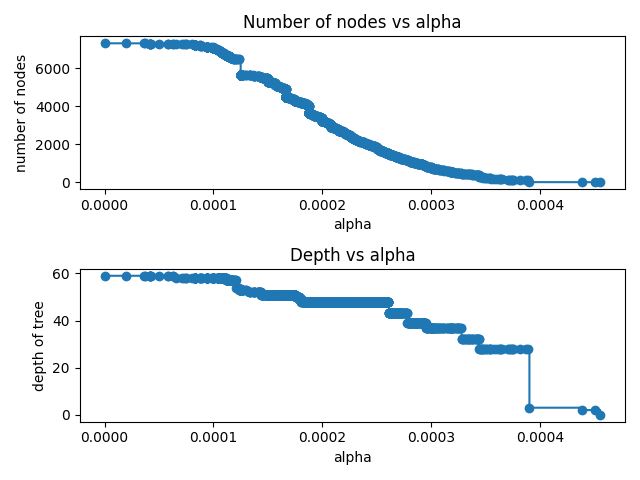 Number of nodes vs alpha
number of nodes
6000
4000
2000
0
0.0000 0.0001 0.0002 0.0003 0.0004
alpha
Depth vs alpha
depth of tree
60
40
20
0
0.0000 0.0001 0.0002 0.0003 0.0004
alpha